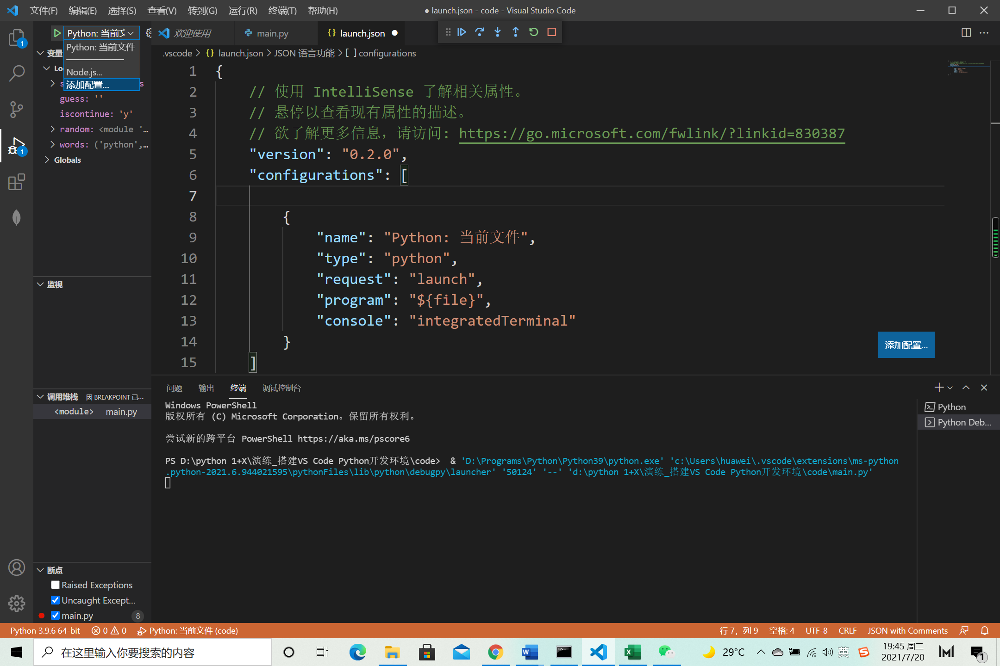 文件(F) 编辑(E) 选择(S) 查看(V) 转到(G) 运行(R) 终端(T) 帮助(H)
● launch.json - code - Visual Studio Code
Python: 当前文
欢迎使用
main.py
launch.json
.vscode > launch.json > JSON 语言功能 > [ ] configurations
Python: 当前文件
Node.js...
添加配置...
变量
guess: ''
iscontinue: 'y'
random: <module '...
words: ('python',...
Globals
监视
调用堆栈 因 BREAKPOINT 已...
<module> main.py
断点
Raised Exceptions
Uncaught Except...
main.py 8
1 {
2 // 使用 IntelliSense 了解相关属性。
3 // 悬停以查看现有属性的描述。
4 // 欲了解更多信息，请访问: https://go.microsoft.com/fwlink/?linkid=830387
5 "version": "0.2.0",
6 "configurations": [
7
8 {
9 "name": "Python: 当前文件",
10 "type": "python",
11 "request": "launch",
12 "program": "${file}",
13 "console": "integratedTerminal"
14 }
15 ]
添加配置...
问题 输出 终端 调试控制台
Windows PowerShell
版权所有 (C) Microsoft Corporation。保留所有权利。
尝试新的跨平台 PowerShell https://aka.ms/pscore6
PS D:\python 1+X\演练_搭建VS Code Python开发环境\code>  & 'D:\Programs\Python\Python39\python.exe' 'c:\Users\huawei\.vscode\extensions\ms-python
.python-2021.6.944021595\pythonFiles\lib\python\debugpy\launcher' '50124' '--' 'd:\python 1+X\演练_搭建VS Code Python开发环境\code\main.py'
Python
Python Deb...
Python 3.9.6 64-bit 0 0 Python: 当前文件 (code)
行 7，列 9 空格: 4 UTF-8 CRLF JSON with Comments
在这里输入你要搜索的内容
29°C
英
19:45 周二
2021/7/20
1